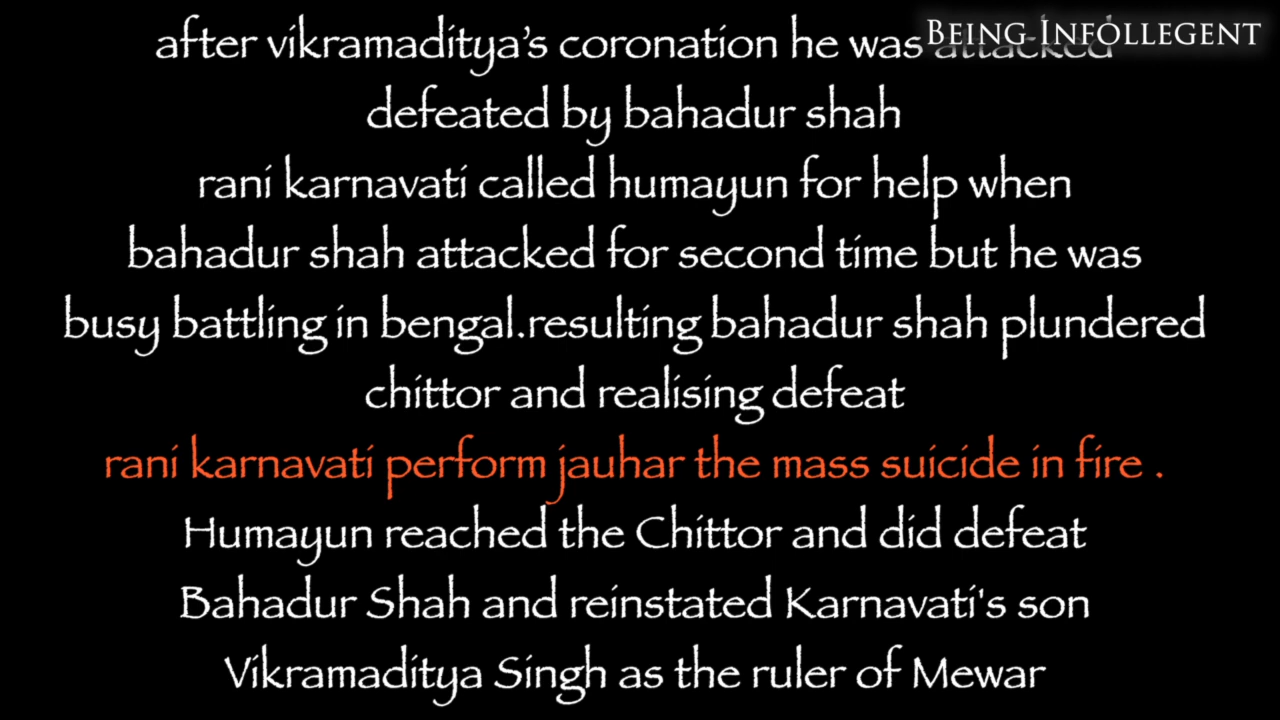 BEING INFOLLEGENT
after vikramaditya's coronation he was attacked
defeated by bahadur shah
rani karnavati called humayun for help when
bahadur shah attacked for second time but he was
busy battling in bengal.resulting bahadur shah plundered
chittor and realising defeat
rani karnavati perform jauhar the mass suicide in fire .
Humayun reached the Chittor and did defeat
Bahadur Shah and reinstated Karnavati's son
Vikramaditya Singh as the ruler of Mewar